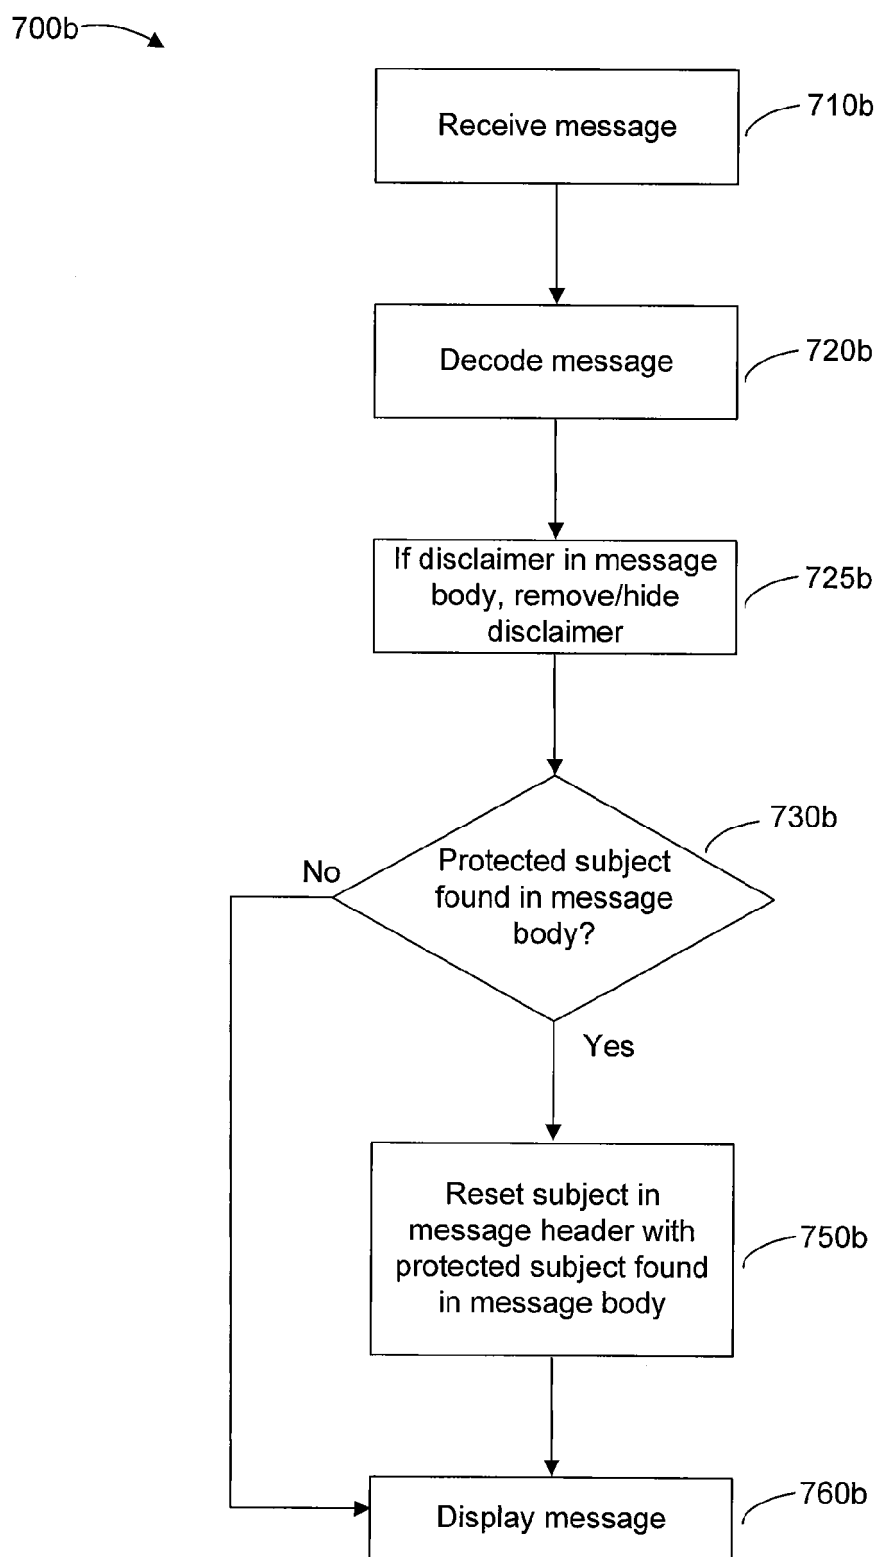 700b
Receive message
710b
Decode message
720b
If disclaimer in message
body, remove/hide
disclaimer
725b
730b
Protected subject
found in message
body?
No
Yes
Reset subject in
message header with
protected subject found
in message body
750b
Display message
760b